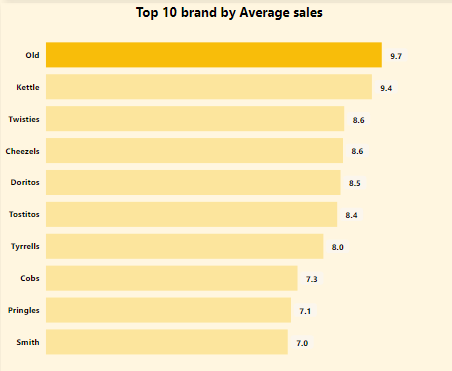 Top 10 brand by Average sales
Old 9.7
Kettle 9.4
Twisties 8.6
Cheezels 8.6
Doritos 8.5
Tostitos 8.4
Tyrrells 8.0
Cobs 7.3
Pringles 7.1
Smith 7.0